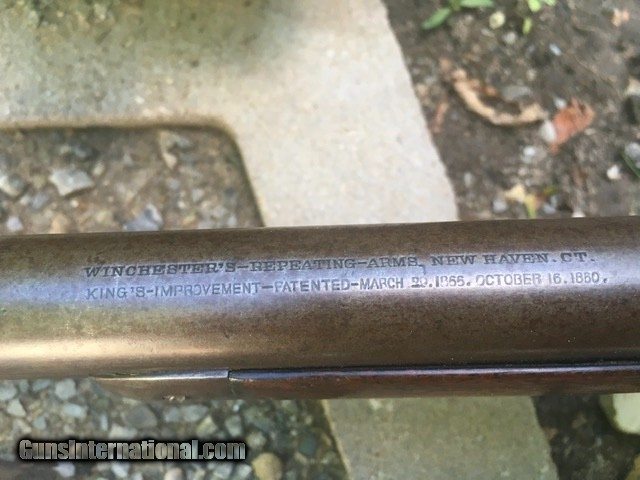 WINCHESTER'S-REPEATING-ARMS. NEW HAVEN. CT.
KING'S-IMPROVEMENT-PATENTED-MARCH 29. 1866. OCTOBER 16. 1860.
GunsInternational.com